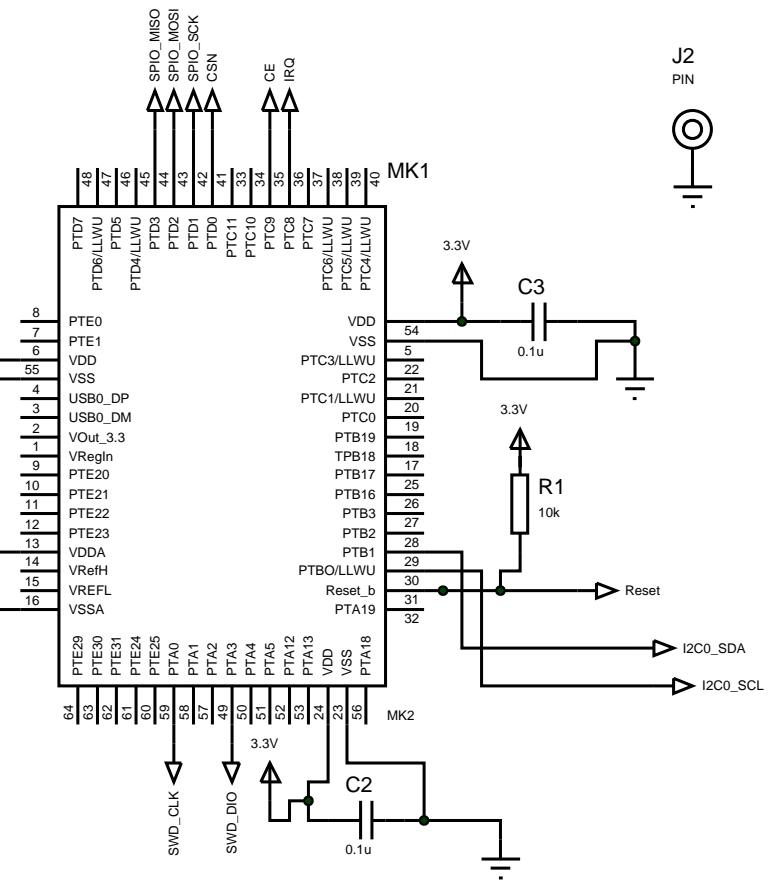 SPIO_MISO
SPIO_MOSI
SPIO_SCK
CSN
CE
IRQ
J2
PIN
48
47
46
45
44
43
42
41
33
34
35
36
37
38
39
40
MK1
PTD7
PTD6/LLWU
PTD5
PTD4/LLWU
PTD3
PTD2
PTD1
PTD0
PTC11
PTC10
PTC9
PTC8
PTC7
PTC6/LLWU
PTC5/LLWU
PTC4/LLWU
8 PTE0
7 PTE1
6 VDD
55 VSS
4 USB0_DP
3 USB0_DM
2 VOut_3.3
1 VRegIn
9 PTE20
10 PTE21
11 PTE22
12 PTE23
13 VDDA
14 VRefH
15 VREFL
16 VSSA
VDD 54
VSS 5
PTC3/LLWU 22
PTC2 21
PTC1/LLWU 20
PTC0 19
PTB19 18
TPB18 17
PTB17 25
PTB16 26
PTB3 27
PTB2 28
PTB1 29
PTBO/LLWU 30
Reset_b 31
PTA19 32
3.3V
C3
0.1u
3.3V
R1
10k
Reset
I2C0_SDA
I2C0_SCL
PTE29
PTE30
PTE31
PTE24
PTE25
PTA0
PTA1
PTA2
PTA3
PTA4
PTA5
PTA12
PTA13
VDD
VSS
PTA18
64
63
62
61
60
59
58
57
49
50
51
52
53
24
23
56
MK2
SWD_CLK
SWD_DIO
3.3V
C2
0.1u